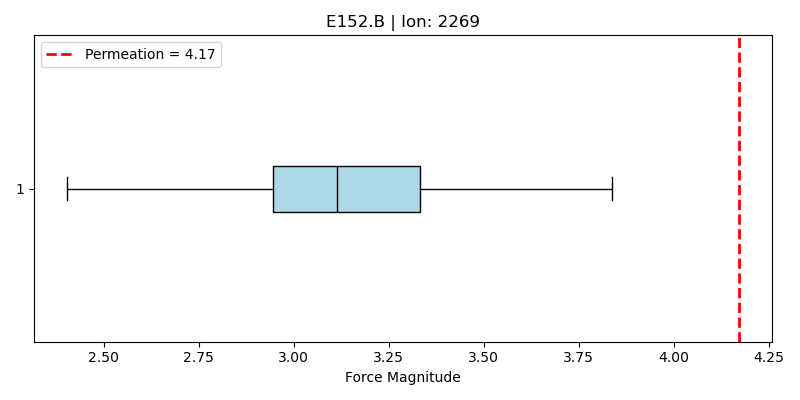 E152.B | Ion: 2269
Permeation = 4.17
1
2.50 2.75 3.00 3.25 3.50 3.75 4.00 4.25
Force Magnitude